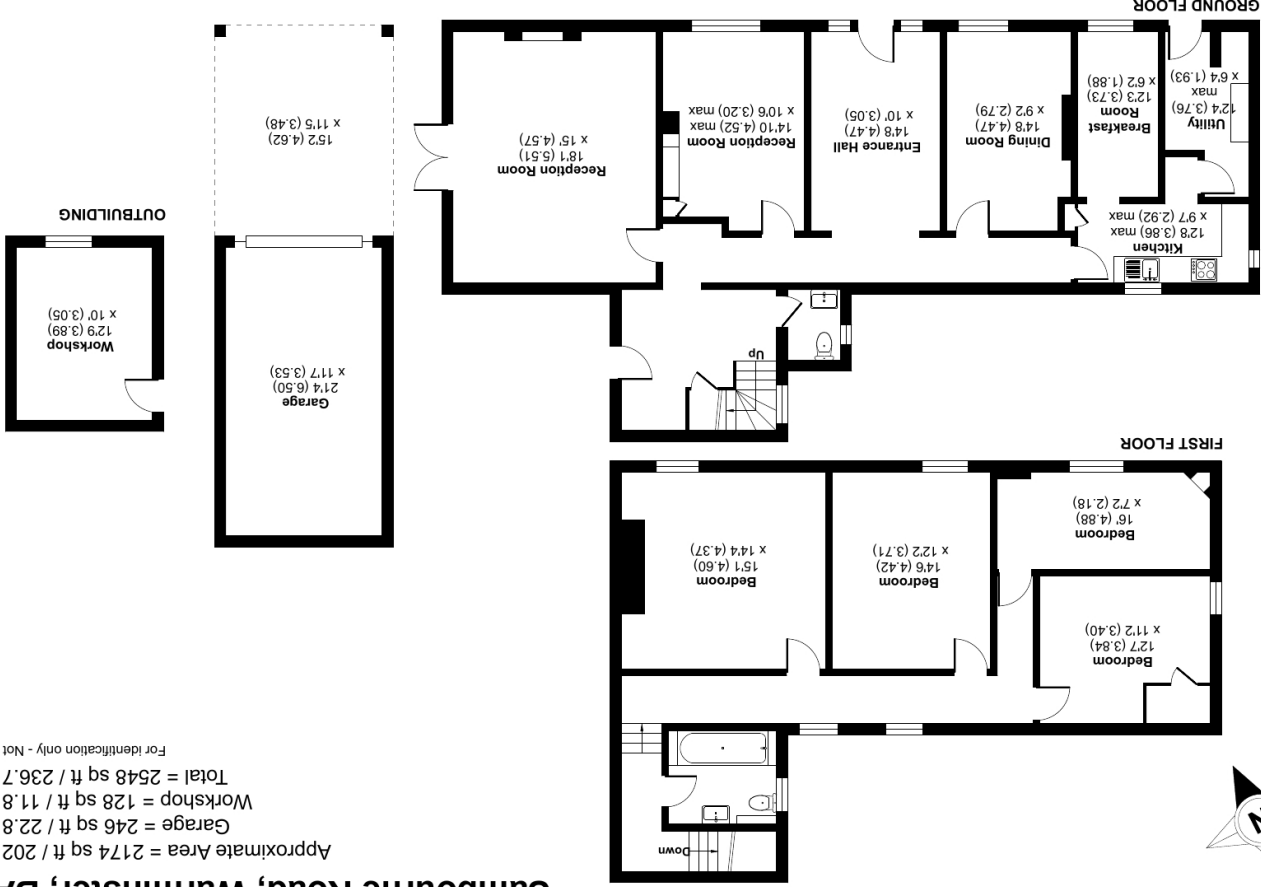 Sambourne Road, Warminster, BA
Approximate Area = 2174 sq ft / 202
Garage = 246 sq ft / 22.8
Workshop = 128 sq ft / 11.8
Total = 2548 sq ft / 236.7
For identification only - Not
N
Down
Bedroom
12'7 (3.84)
x 11'2 (3.40)
Bedroom
16' (4.88)
x 7'2 (2.18)
Bedroom
14'6 (4.42)
x 12'2 (3.71)
Bedroom
15'1 (4.60)
x 14'4 (4.37)
FIRST FLOOR
Up
Kitchen
12'8 (3.86) max
x 9'7 (2.92) max
Utility
12'4 (3.76)
max
x 6'4 (1.93)
Breakfast
Room
12'3 (3.73)
x 6'2 (1.88)
Dining Room
14'8 (4.47)
x 9'2 (2.79)
Entrance Hall
14'8 (4.47)
x 10' (3.05)
Reception Room
14'10 (4.52) max
x 10'6 (3.20) max
Reception Room
18'1 (5.51)
x 15' (4.57)
GROUND FLOOR
Garage
21'4 (6.50)
x 11'7 (3.53)
15'2 (4.62)
x 11'5 (3.48)
Workshop
12'9 (3.89)
x 10' (3.05)
OUTBUILDING